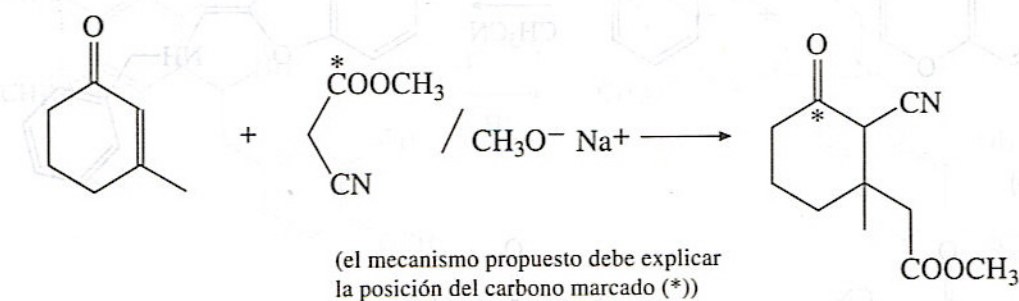 O
*
COOCH₃
+
CN
/ CH₃O⁻ Na⁺
O
CN
*
COOCH₃
(el mecanismo propuesto debe explicar
la posición del carbono marcado (*))